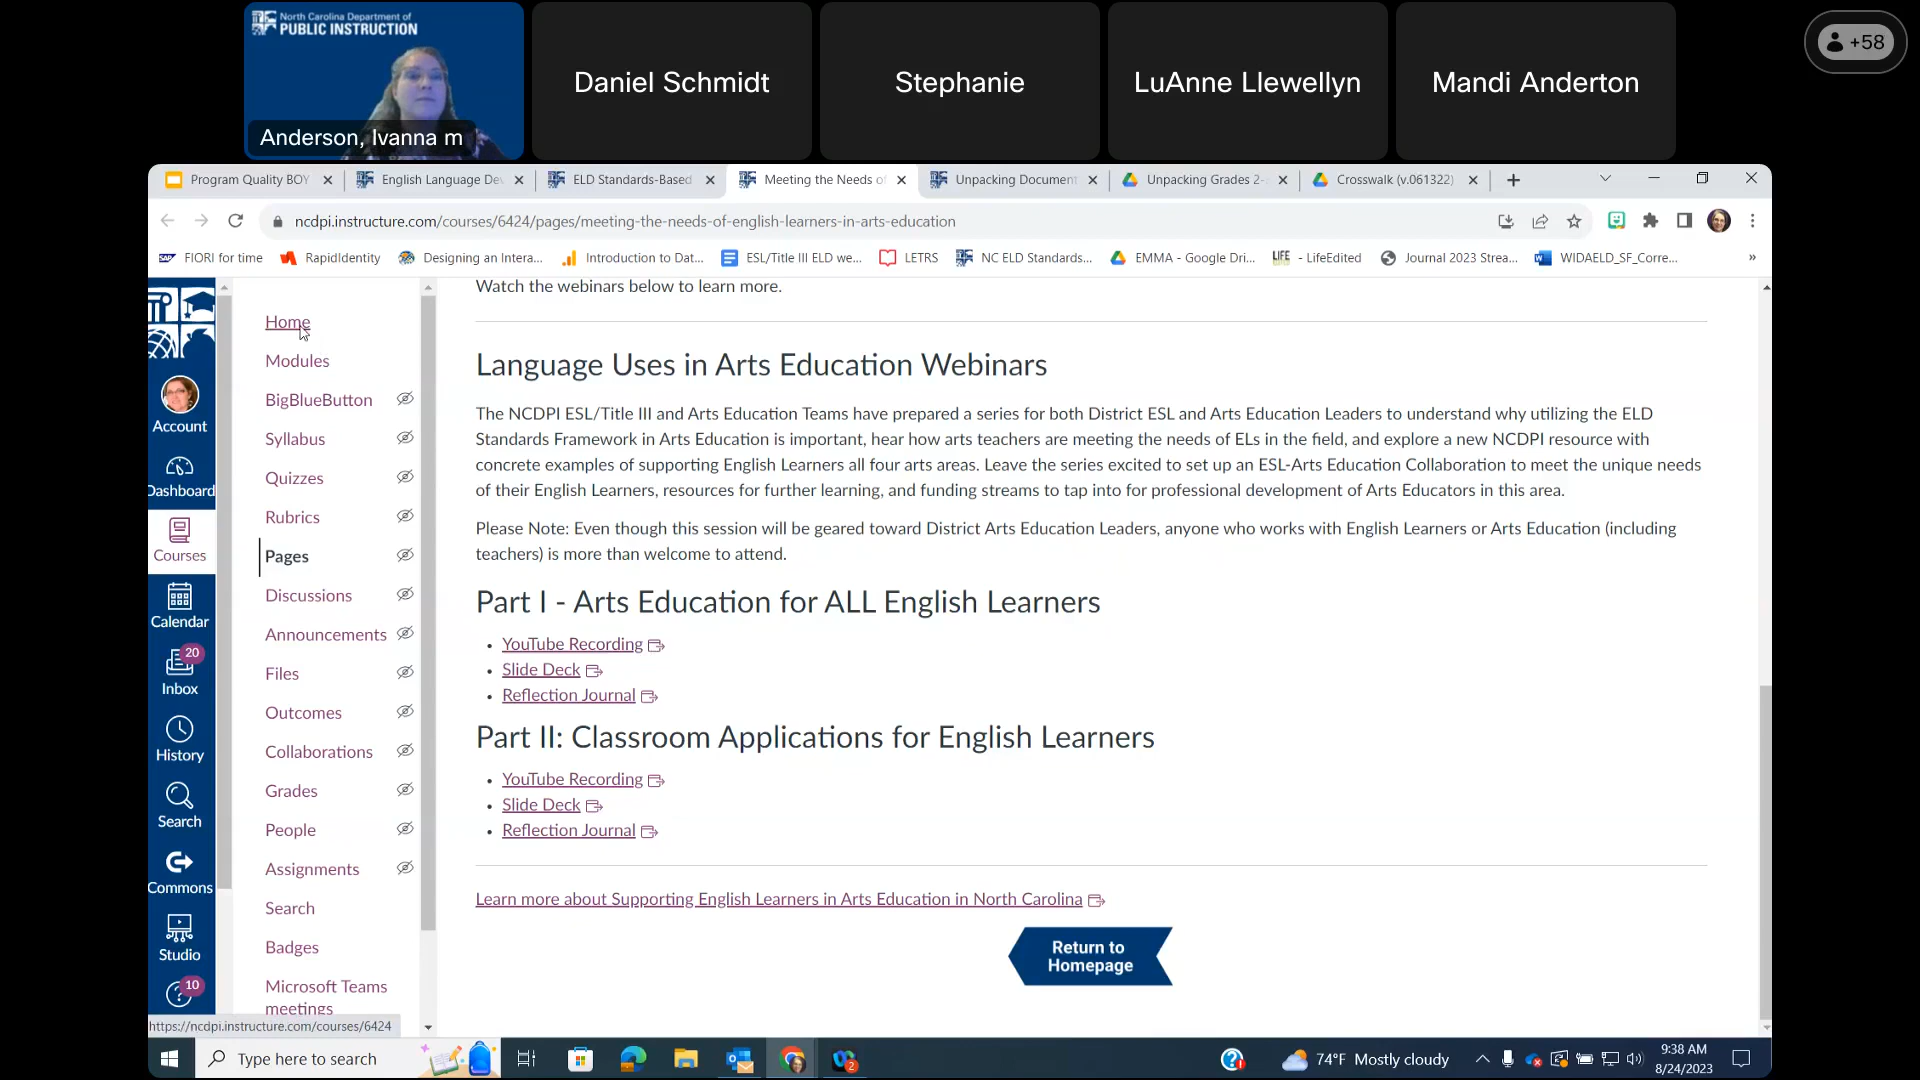 North Carolina Department of
PUBLIC INSTRUCTION
Anderson, Ivanna m
Daniel Schmidt
Stephanie
LuAnne Llewellyn
Mandi Anderton
+58
Program Quality BOY
English Language De
ELD Standards-Based
Meeting the Needs o
Unpacking Document
Unpacking Grades 2-
Crosswalk (v.061322)
ncdpi.instructure.com/courses/6424/pages/meeting-the-needs-of-english-learners-in-arts-education
FIORI for time
RapidIdentity
Designing an Intera...
Introduction to Dat...
ESL/Title III ELD we...
LETRS
NC ELD Standards...
EMMA - Google Dri...
LIFE - LifeEdited
Journal 2023 Strea...
WIDAELD_SF_Corre...
»
Account
Dashboard
Courses
Calendar
20
Inbox
History
Search
Commons
Studio
10
Home
Modules
BigBlueButton
Syllabus
Quizzes
Rubrics
Pages
Discussions
Announcements
Files
Outcomes
Collaborations
Grades
People
Assignments
Search
Badges
Microsoft Teams
meetings
https://ncdpi.instructure.com/courses/6424
Watch the webinars below to learn more.
Language Uses in Arts Education Webinars
The NCDPI ESL/Title III and Arts Education Teams have prepared a series for both District ESL and Arts Education Leaders to understand why utilizing the ELD
Standards Framework in Arts Education is important, hear how arts teachers are meeting the needs of ELs in the field, and explore a new NCDPI resource with
concrete examples of supporting English Learners all four arts areas. Leave the series excited to set up an ESL-Arts Education Collaboration to meet the unique needs
of their English Learners, resources for further learning, and funding streams to tap into for professional development of Arts Educators in this area.
Please Note: Even though this session will be geared toward District Arts Education Leaders, anyone who works with English Learners or Arts Education (including
teachers) is more than welcome to attend.
Part I - Arts Education for ALL English Learners
• YouTube Recording
• Slide Deck
• Reflection Journal
Part II: Classroom Applications for English Learners
• YouTube Recording
• Slide Deck
• Reflection Journal
Learn more about Supporting English Learners in Arts Education in North Carolina
Return to
Homepage
Type here to search
2
74°F Mostly cloudy
9:38 AM
8/24/2023